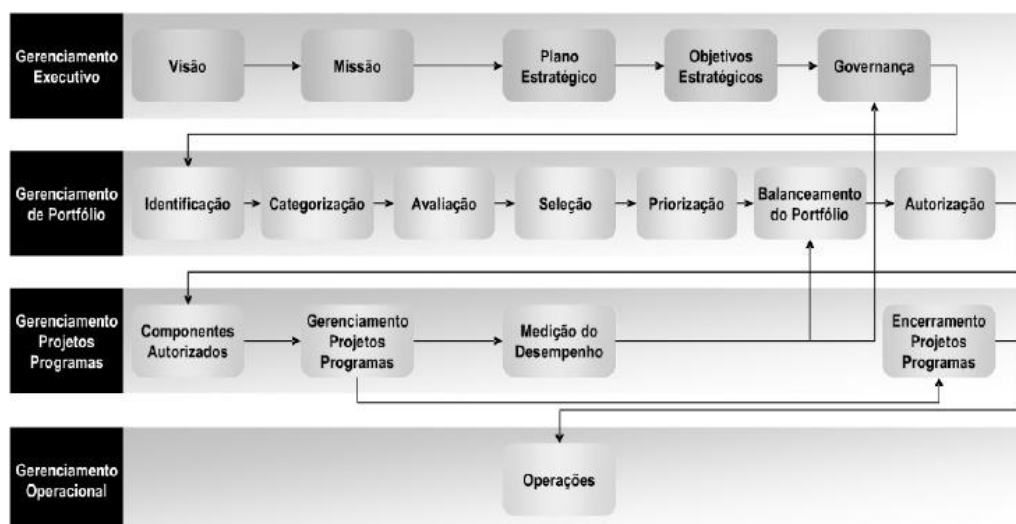 Gerenciamento
Executivo
Visão
Missão
Plano
Estratégico
Objetivos
Estratégicos
Governança
Gerenciamento
de Portfólio
Identificação
Categorização
Avaliação
Seleção
Priorização
Balanceamento
do Portfólio
Autorização
Gerenciamento
Projetos
Programas
Componentes
Autorizados
Gerenciamento
Projetos
Programas
Medição do
Desempenho
Encerramento
Projetos
Programas
Gerenciamento
Operacional
Operações